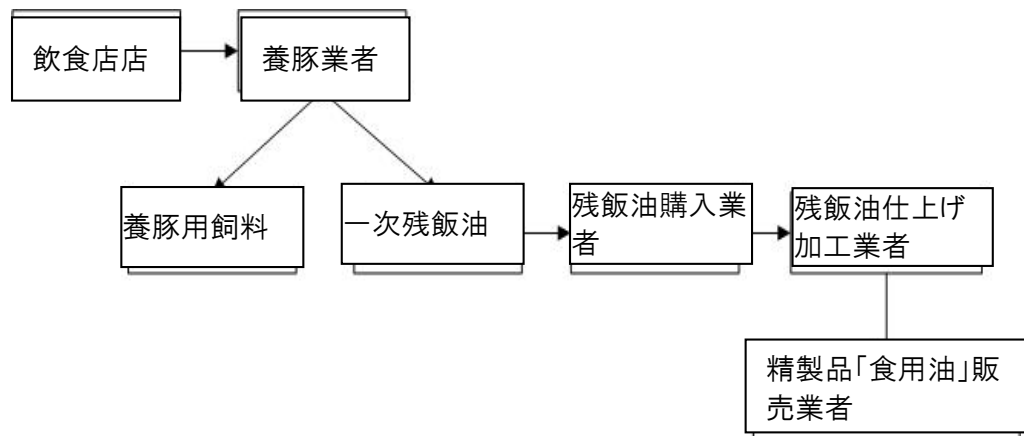 飲食店店
養豚業者
養豚用飼料
一次残飯油
残飯油購入業
者
残飯油仕上げ
加工業者
精製品「食用油」販
売業者